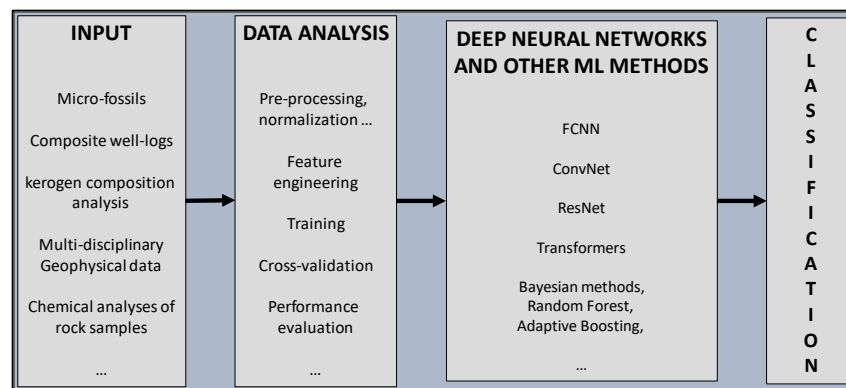 INPUT
Micro-fossils
Composite well-logs
kerogen composition
analysis
Multi-disciplinary
Geophysical data
Chemical analyses of
rock samples
...
DATA ANALYSIS
Pre-processing,
normalization ...
Feature
engineering
Training
Cross-validation
Performance
evaluation
...
DEEP NEURAL NETWORKS
AND OTHER ML METHODS
FCNN
ConvNet
ResNet
Transformers
Bayesian methods,
Random Forest,
Adaptive Boosting,
...
C
L
A
S
S
I
F
I
C
A
T
I
O
N